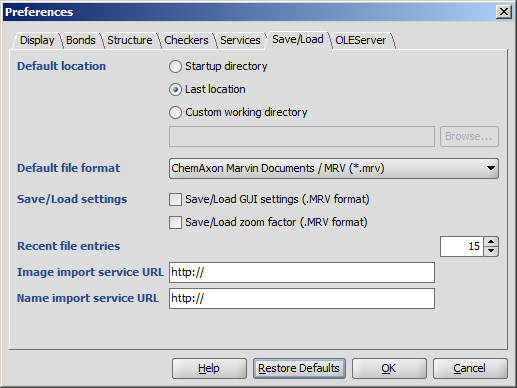 Preferences
Display Bonds Structure Checkers Services Save/Load OLEServer
Default location Startup directory
Last location
Custom working directory
Browse...
Default file format ChemAxon Marvin Documents / MRV (*.mrv)
Save/Load settings Save/Load GUI settings (.MRV format)
Save/Load zoom factor (.MRV format)
Recent file entries 15
Image import service URL http://
Name import service URL http://
Help Restore Defaults OK Cancel